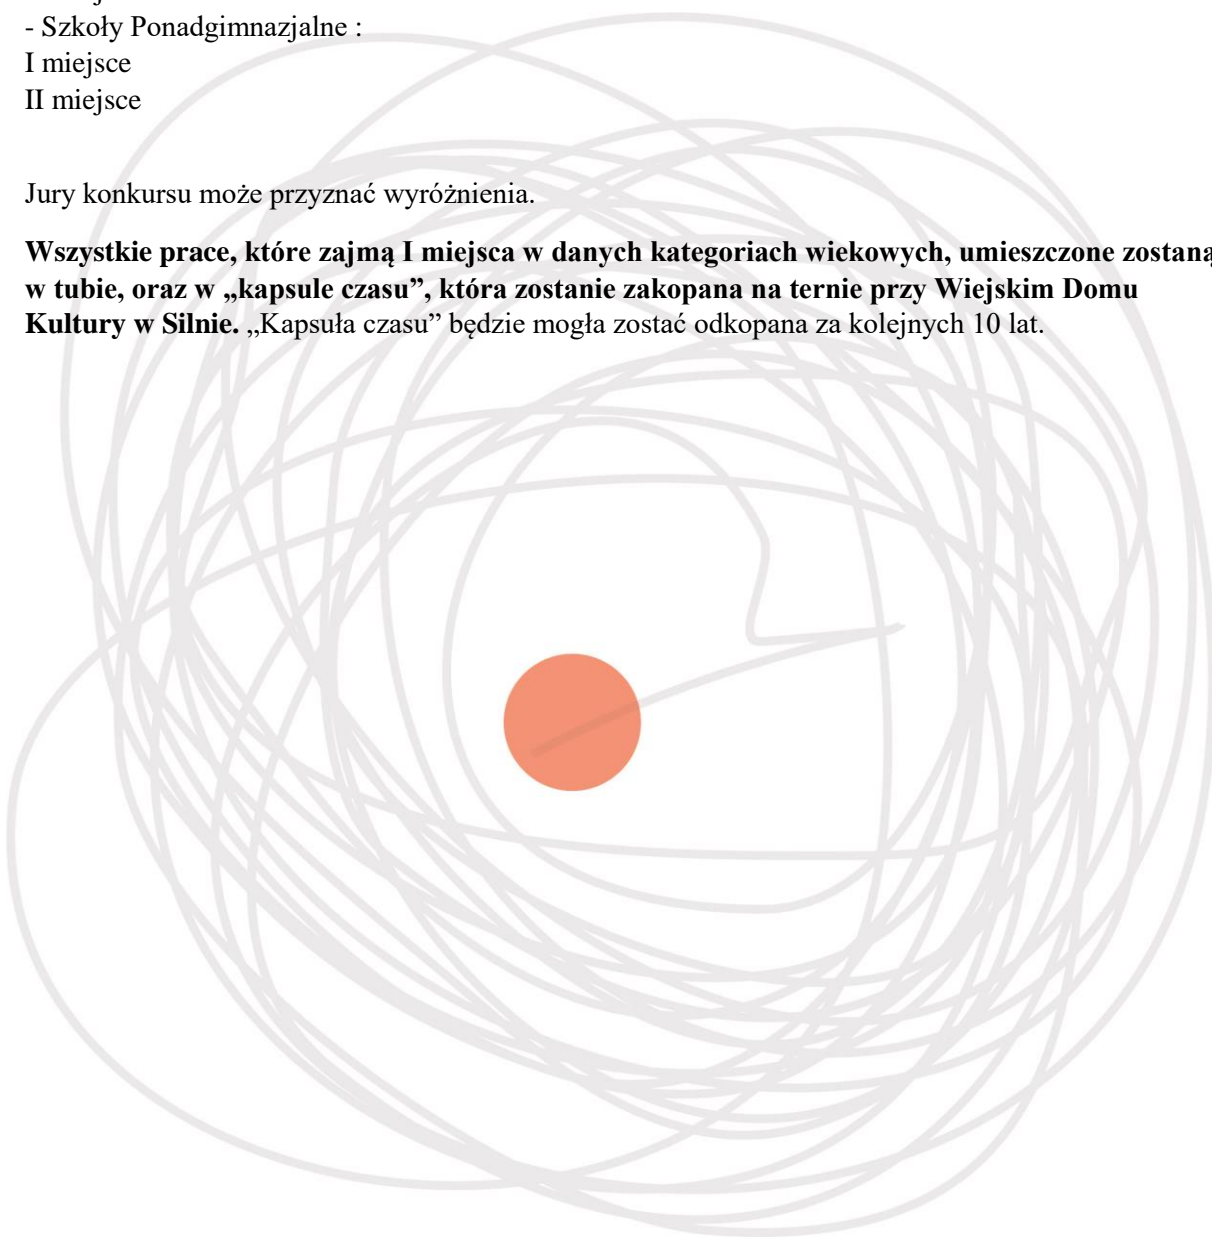 - Szkoły Ponadgimnazjalne :
I miejsce
II miejsce
Jury konkursu może przyznać wyróżnienia.
Wszystkie prace, które zajmą I miejsca w danych kategoriach wiekowych, umieszczone zostaną
w tubie, oraz w „kapsule czasu”, która zostanie zakopana na ternie przy Wiejskim Domu
Kultury w Silnie. „Kapsuła czasu” będzie mogła zostać odkopana za kolejnych 10 lat.